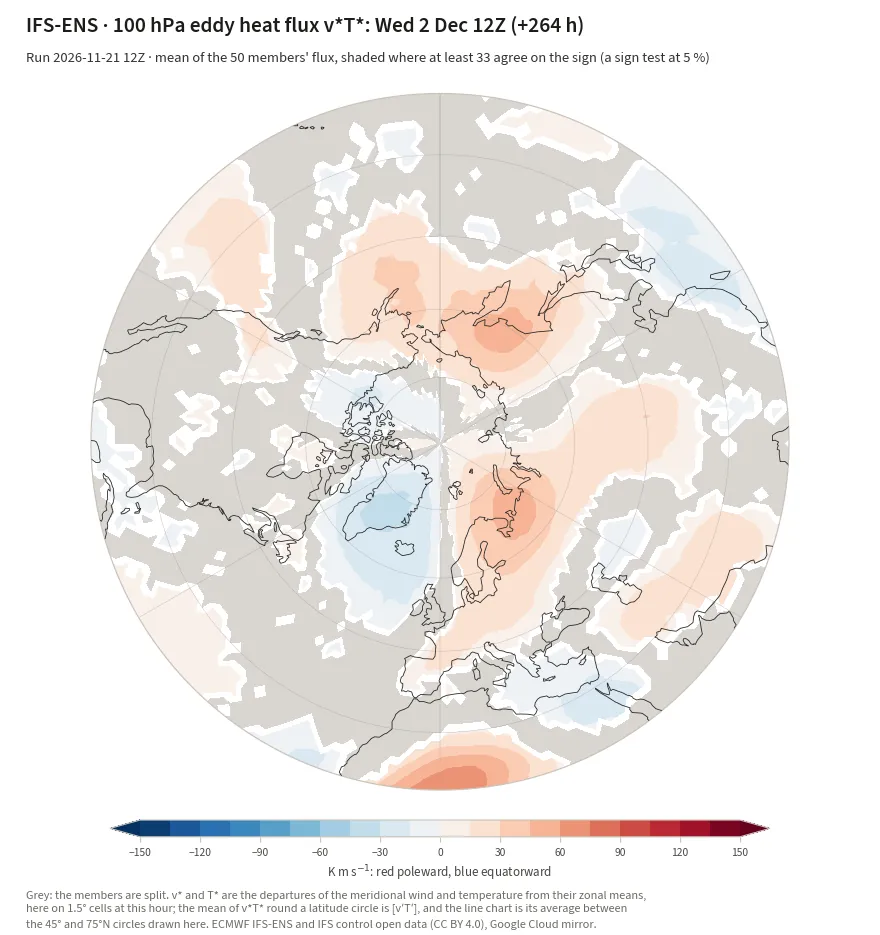 IFS-ENS · 100 hPa eddy heat flux v*T*: Wed 2 Dec 12Z (+264 h)
Run 2026-11-21 12Z · mean of the 50 members' flux, shaded where at least 33 agree on the sign (a sign test at 5 %)
−150 −120 −90 −60 −30 0 30 60 90 120 150
K m s⁻¹: red poleward, blue equatorward
Grey: the members are split. v* and T* are the departures of the meridional wind and temperature from their zonal means,
here on 1.5° cells at this hour; the mean of v*T* round a latitude circle is [v'T'], and the line chart is its average between
the 45° and 75°N circles drawn here. ECMWF IFS-ENS and IFS control open data (CC BY 4.0), Google Cloud mirror.